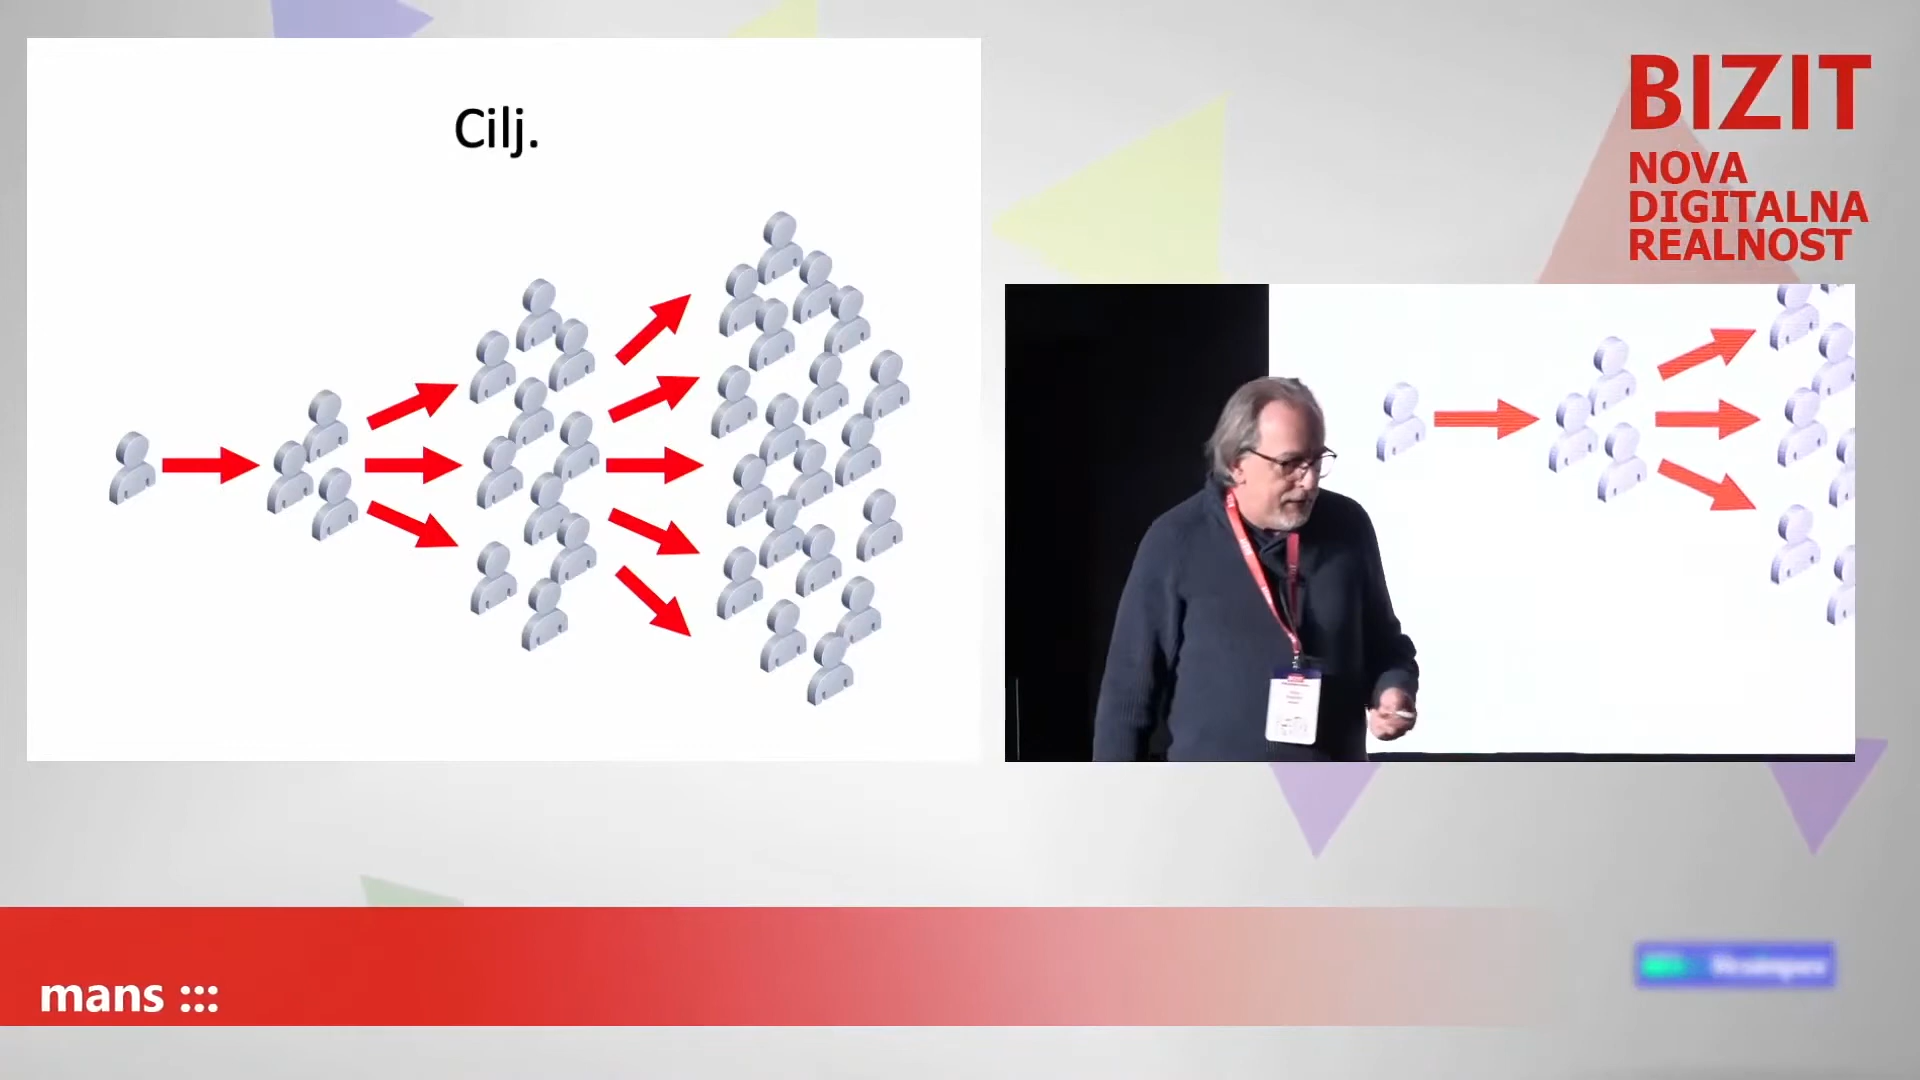 Cilj.
BIZIT
NOVA
DIGITALNA
REALNOST
mans :::